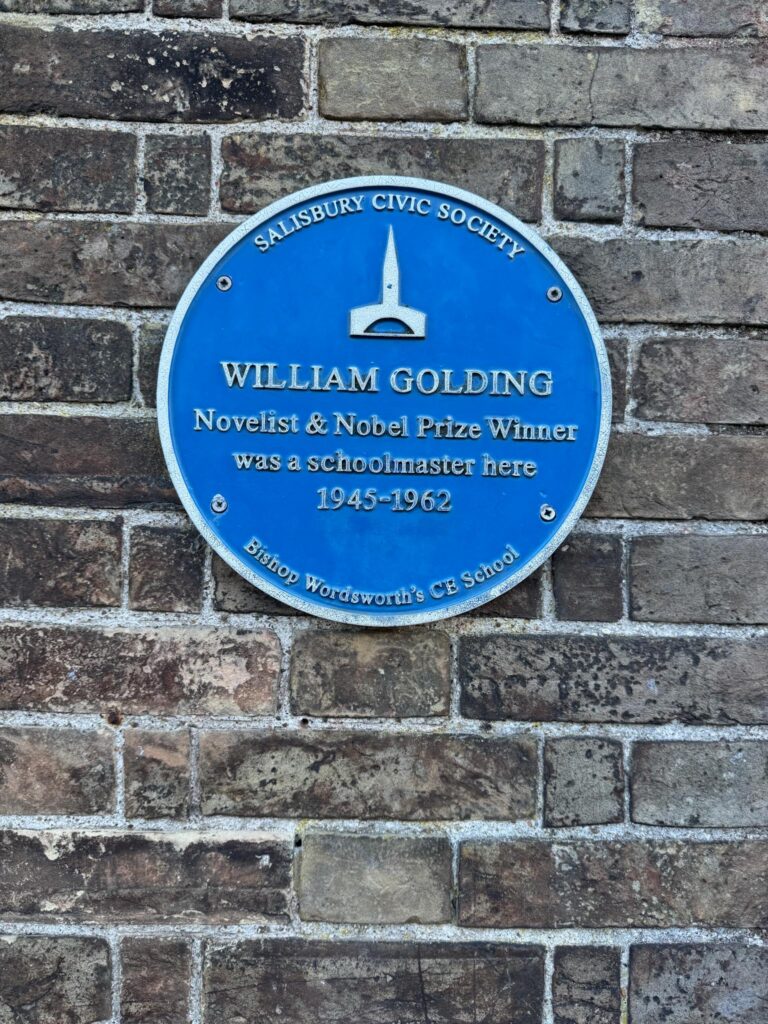 SALISBURY CIVIC SOCIETY
WILLIAM GOLDING
Novelist & Nobel Prize Winner
was a schoolmaster here
1945-1962
Bishop Wordsworth's CE School